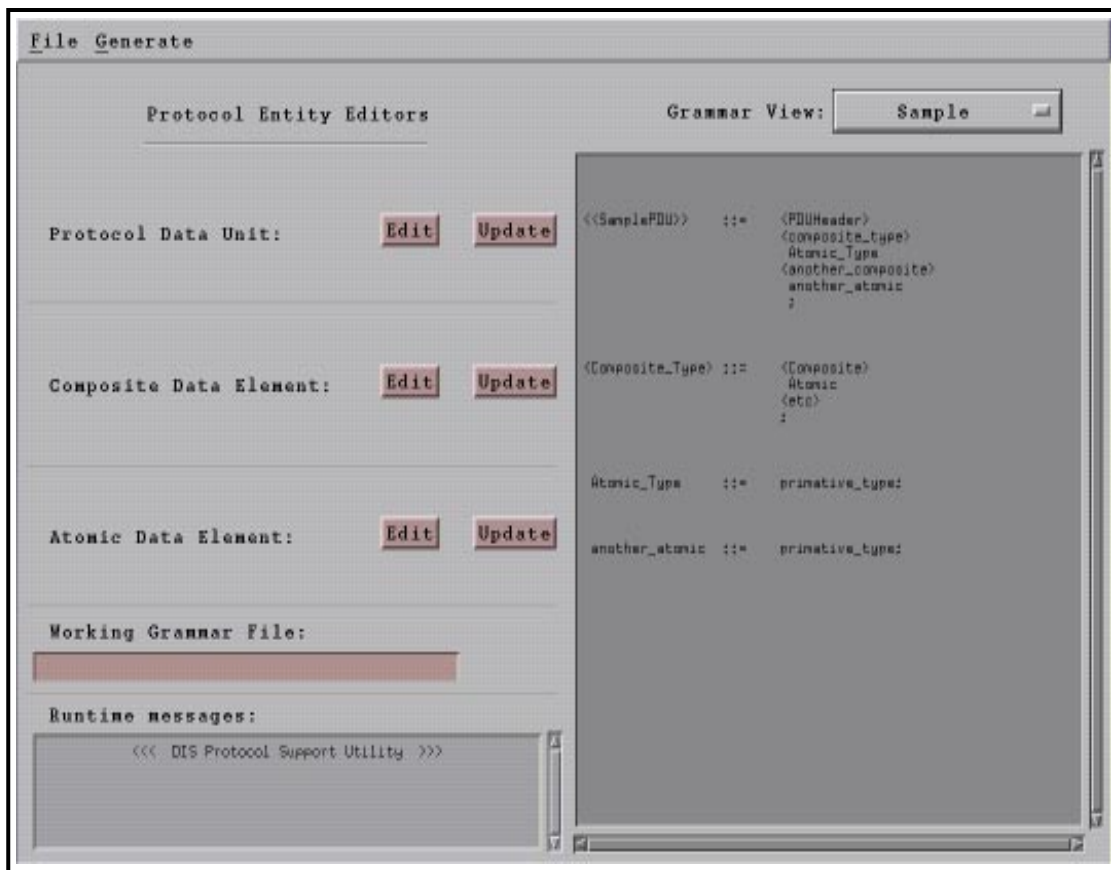 File Generate
Protocol Entity Editors
Protocol Data Unit: Edit Update
Composite Data Element: Edit Update
Atomic Data Element: Edit Update
Working Grammar File:
Runtime messages:
<<< DIS Protocol Support Utility >>>
Grammar View: Sample
<<SamplePDU>> ::= <PDUHeader>
<composite_type>
Atomic_Type
<another_composite>
another_atomic
;
<Composite_Type> ::= <Composite>
Atomic
<etc>
;
Atomic_Type ::= primative_type;
another_atomic ::= primative_type;